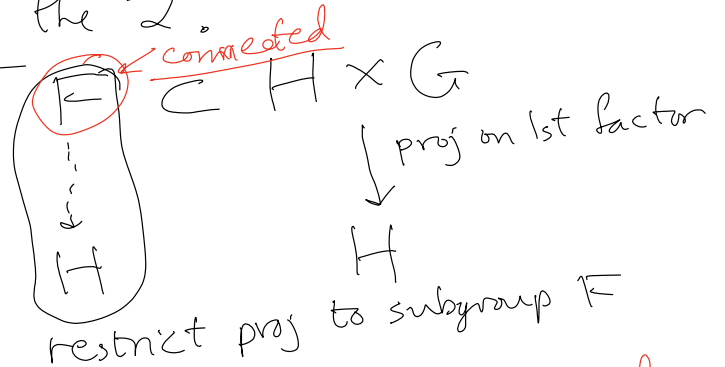 the 2.
connected
F ⊂ H × G
proj on 1st factor
H H
restrict proj to subgroup F